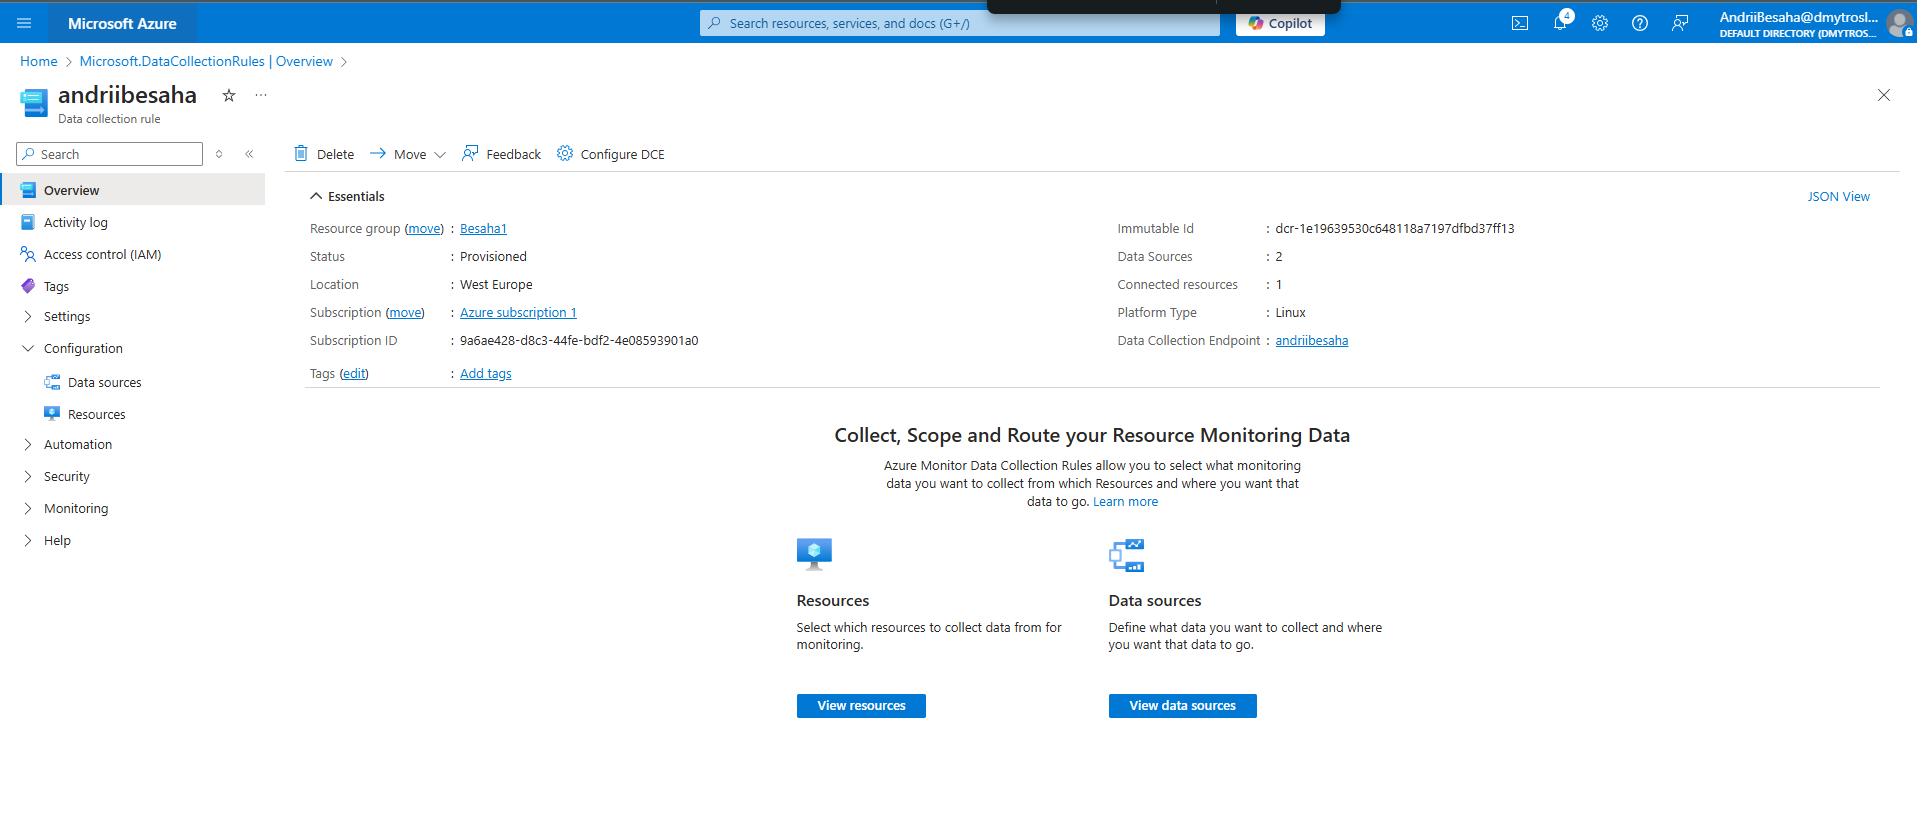 Microsoft Azure
Search resources, services, and docs (G+/)
Copilot
4
AndriiBesaha@dmytrosl...
DEFAULT DIRECTORY (DMYTROS...
Home > Microsoft.DataCollectionRules | Overview >
andriibesaha
Data collection rule
Search
Delete
Move
Feedback
Configure DCE
Overview
Activity log
Access control (IAM)
Tags
Settings
Configuration
Data sources
Resources
Automation
Security
Monitoring
Help
Essentials
JSON View
Resource group (move) : Besaha1
Status : Provisioned
Location : West Europe
Subscription (move) : Azure subscription 1
Subscription ID : 9a6ae428-d8c3-44fe-bdf2-4e08593901a0
Tags (edit) : Add tags
Immutable Id : dcr-1e19639530c648118a7197dfbd37ff13
Data Sources : 2
Connected resources : 1
Platform Type : Linux
Data Collection Endpoint : andriibesaha
Collect, Scope and Route your Resource Monitoring Data
Azure Monitor Data Collection Rules allow you to select what monitoring
data you want to collect from which Resources and where you want that
data to go. Learn more
Resources
Select which resources to collect data from for
monitoring.
View resources
Data sources
Define what data you want to collect and where
you want that data to go.
View data sources